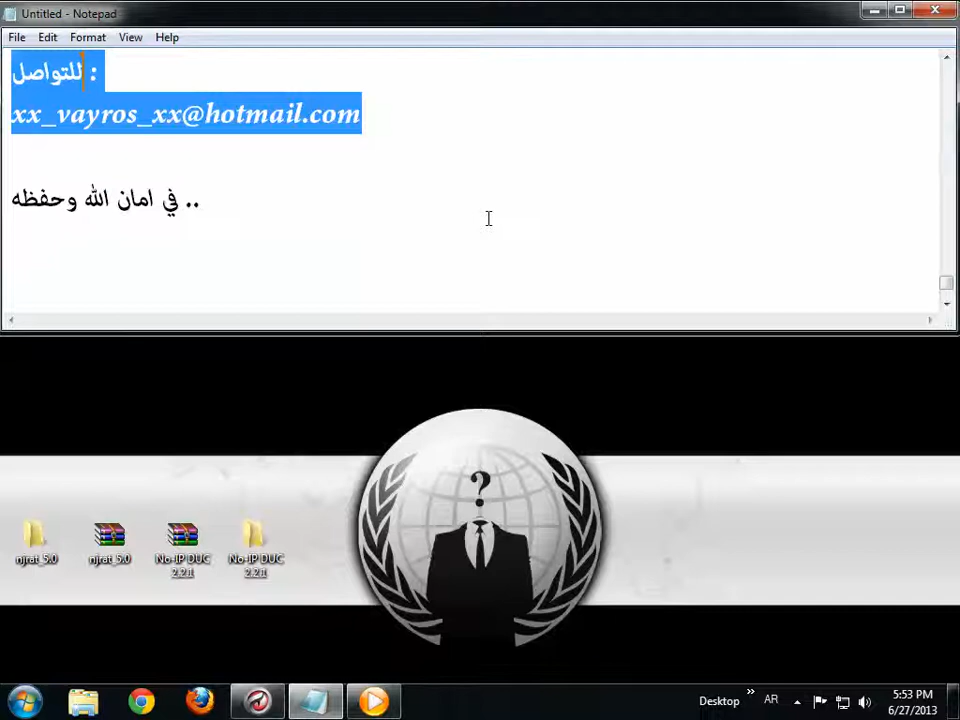 Untitled - Notepad
File Edit Format View Help
للتواصل :
xx_vayros_xx@hotmail.com
في امان الله وحفظه ..
?
njrat_5.0
njrat_5.0
No-IP DUC
2.2.1
No-IP DUC
2.2.1
Desktop
»
AR
5:53 PM
6/27/2013